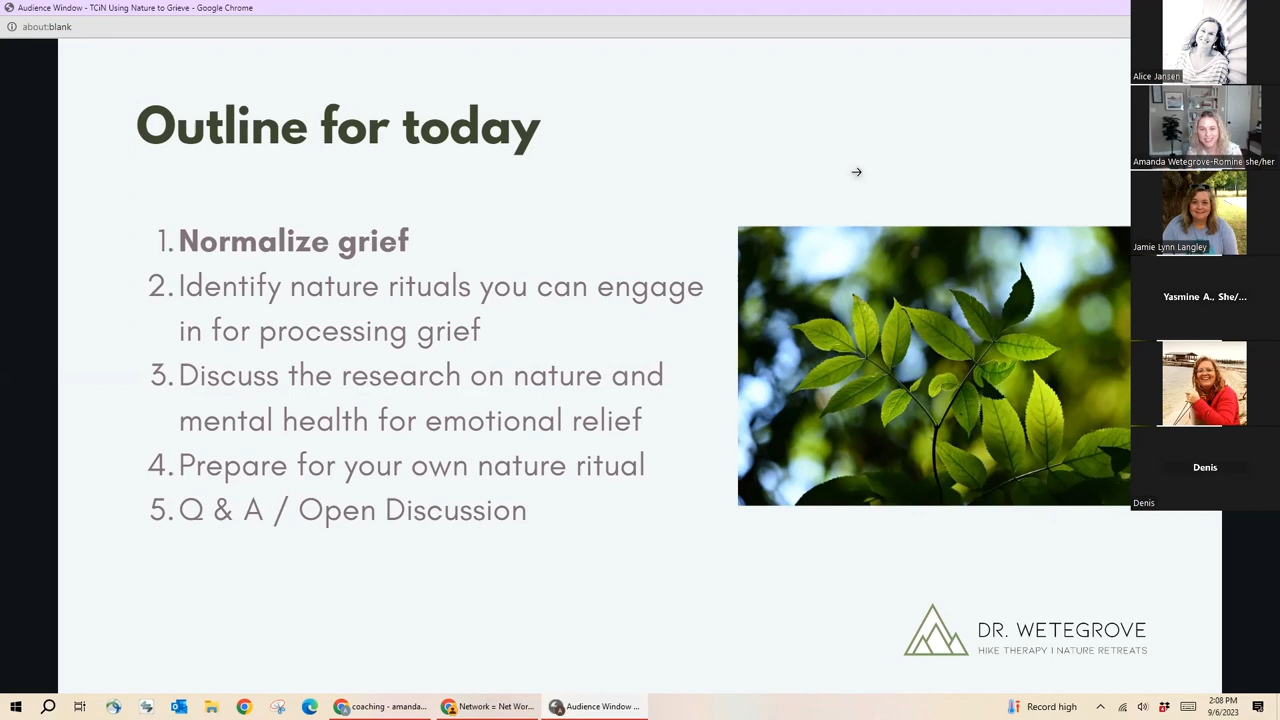 Audience Window - TCiN Using Nature to Grieve - Google Chrome
about:blank
Outline for today
1. Normalize grief
2. Identify nature rituals you can engage
in for processing grief
3. Discuss the research on nature and
mental health for emotional relief
4. Prepare for your own nature ritual
5. Q & A / Open Discussion
DR. WETEGROVE
HIKE THERAPY | NATURE RETREATS
Alice Jansen
Amanda Wetegrove-Romine she/her
Jamie Lynn Langley
Yasmine A., She/...
Denis
Denis
coaching - amanda...
Network = Net Wor...
Audience Window ...
Record high
2:08 PM
9/6/2023